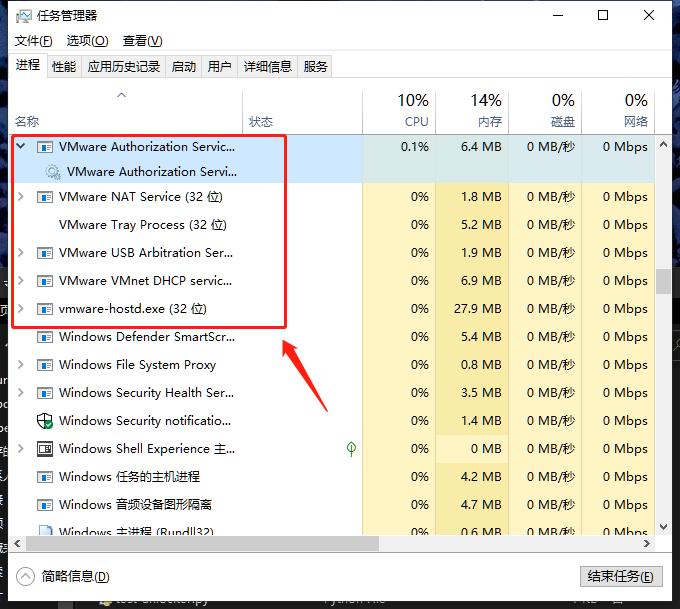 任务管理器
文件(F) 选项(O) 查看(V)
进程 性能 应用历史记录 启动 用户 详细信息 服务
10% 14% 0% 0%
名称 状态 CPU 内存 磁盘 网络
VMware Authorization Servic... 0.1% 6.4 MB 0 MB/秒 0 Mbps
VMware Authorization Servi...
VMware NAT Service (32 位) 0% 1.8 MB 0 MB/秒 0 Mbps
VMware Tray Process (32 位) 0% 5.2 MB 0 MB/秒 0 Mbps
VMware USB Arbitration Ser... 0% 1.9 MB 0 MB/秒 0 Mbps
VMware VMnet DHCP servic... 0% 6.9 MB 0 MB/秒 0 Mbps
vmware-hostd.exe (32 位) 0% 27.9 MB 0 MB/秒 0 Mbps
Windows Defender SmartScr... 0% 5.4 MB 0 MB/秒 0 Mbps
Windows File System Proxy 0% 0.8 MB 0 MB/秒 0 Mbps
Windows Security Health Ser... 0% 3.5 MB 0 MB/秒 0 Mbps
Windows Security notificatio... 0% 1.4 MB 0 MB/秒 0 Mbps
Windows Shell Experience 主... 0% 0 MB 0 MB/秒 0 Mbps
Windows 任务的主机进程 0% 4.2 MB 0 MB/秒 0 Mbps
Windows 音频设备图形隔离 0% 4.7 MB 0 MB/秒 0 Mbps
Windows 主进程 (Rundll32) 0% 0.6 MB 0 MB/秒 0 Mbps
简略信息(D) 结束任务(E)